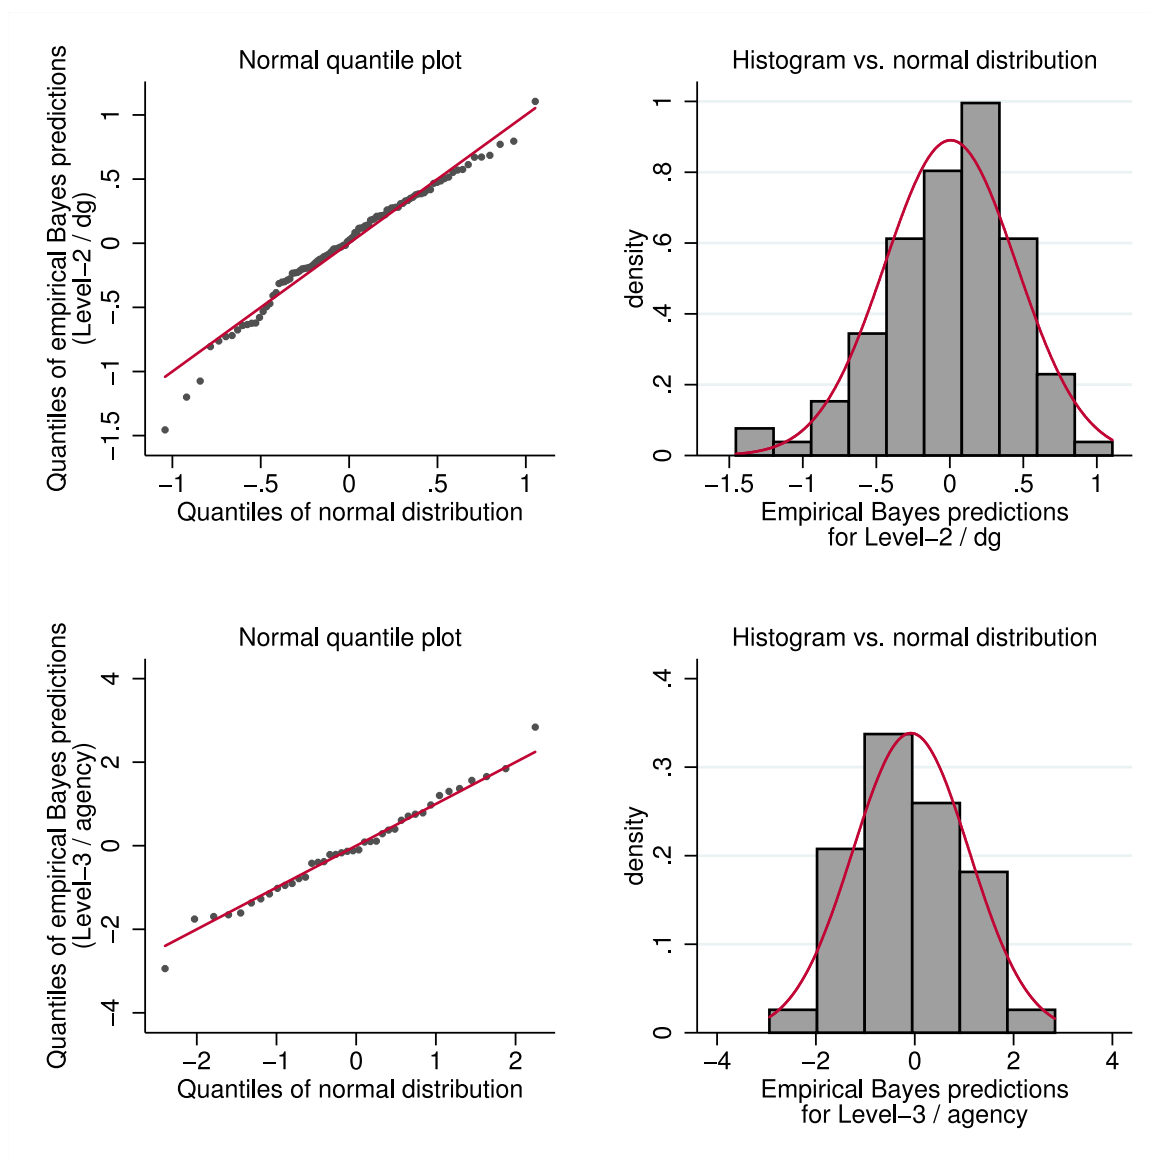 Normal quantile plot
Quantiles of empirical Bayes predictions
(Level−2 / dg)
1
.5
0
−.5
−1
−1.5
−1
−.5
0
.5
1
Quantiles of normal distribution
Histogram vs. normal distribution
density
1
.8
.6
.4
.2
0
−1.5
−1
−.5
0
.5
1
Empirical Bayes predictions
for Level−2 / dg
Normal quantile plot
Quantiles of empirical Bayes predictions
(Level−3 / agency)
4
2
0
−2
−4
−2
−1
0
1
2
Quantiles of normal distribution
Histogram vs. normal distribution
density
.4
.3
.2
.1
0
−4
−2
0
2
4
Empirical Bayes predictions
for Level−3 / agency